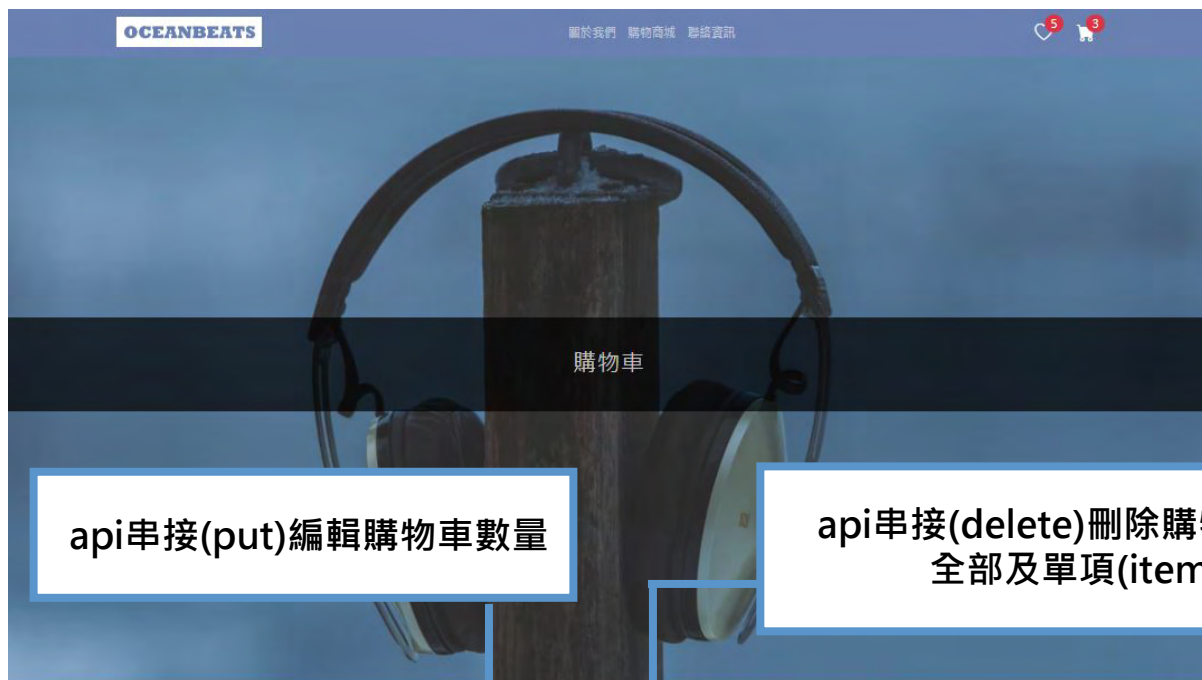 OCEANBEATS
關於我們 購物商城 聯絡資訊
5
3
購物車
api串接(put)編輯購物車數量
api串接(delete)刪除購
全部及單項(item